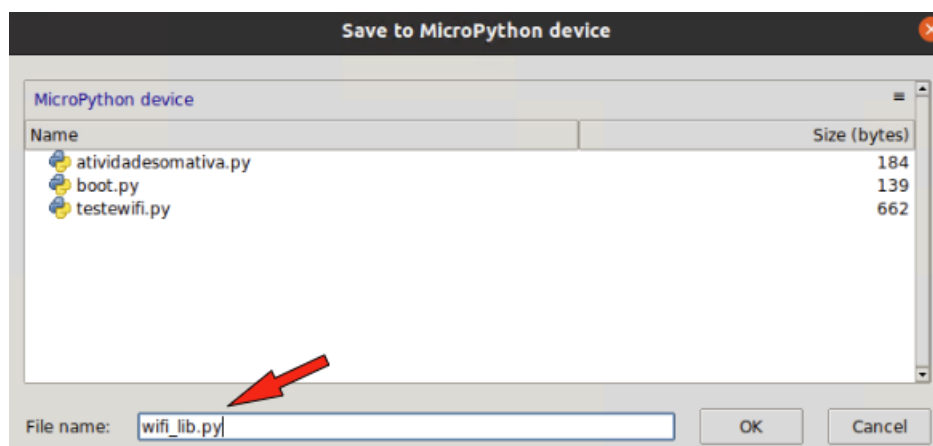 Save to MicroPython device
MicroPython device
Name Size (bytes)
atividadesomativa.py 184
boot.py 139
testewifi.py 662
File name: wifi_lib.py OK Cancel